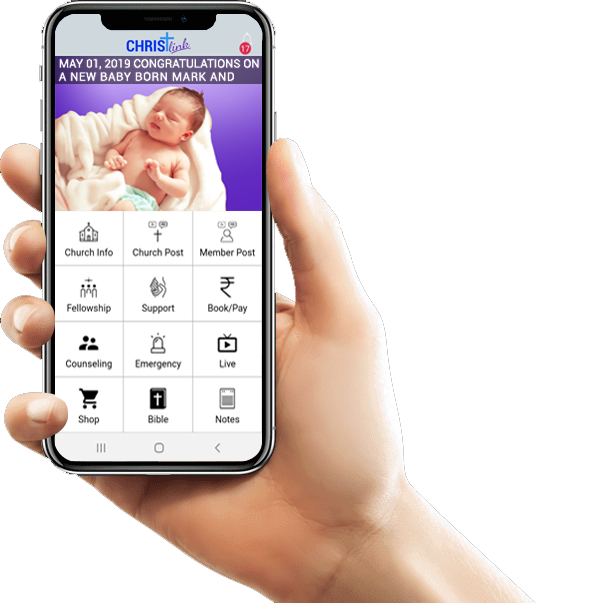 CHRISTlink
17
MAY 01, 2019 CONGRATULATIONS ON
A NEW BABY BORN MARK AND
Church Info Church Post Member Post
Fellowship Support Book/Pay
Counseling Emergency Live
Shop Bible Notes